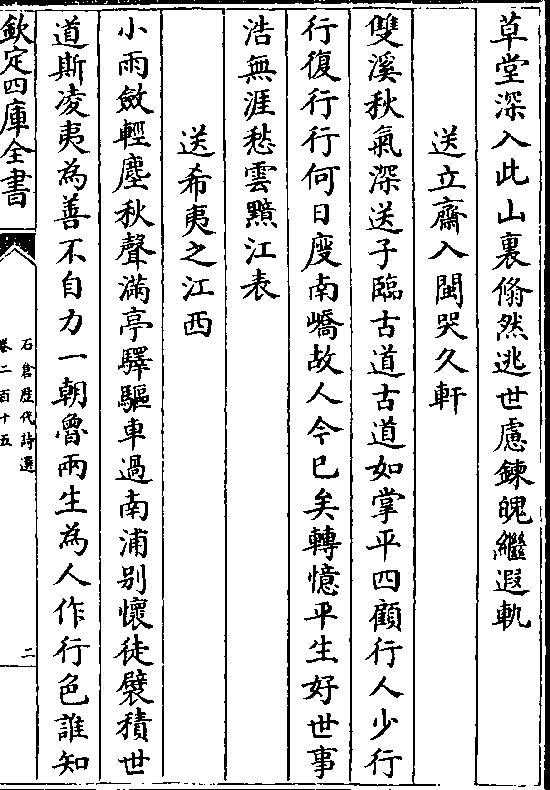 草堂深入此山裏翛然逃世慮鍊魄繼遐軌
送立齋入閩哭久軒
雙溪秋氣深送子臨古道古道如掌平四顧行人少行
行復行行何日度南嶠故人今已矣轉憶平生好世事
浩無涯愁雲黯江表
送希夷之江西
小雨斂輕塵秋聲滿亭驛驅車過南浦别懷徒襞積世
道斯凌夷為善不自力一朝魯兩生為人作行色誰知
欽定四庫全書
石倉歷代詩選
卷二百十五
二